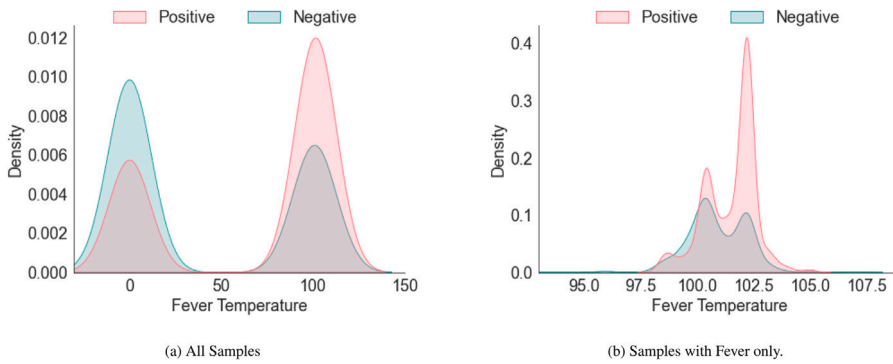 Positive Negative
0.012
0.010
0.008
0.006
0.004
0.002
0.000
Density
0 50 100 150
Fever Temperature
(a) All Samples
Positive Negative
0.4
0.3
0.2
0.1
0.0
Density
95.0 97.5 100.0 102.5 105.0 107.5
Fever Temperature
(b) Samples with Fever only.